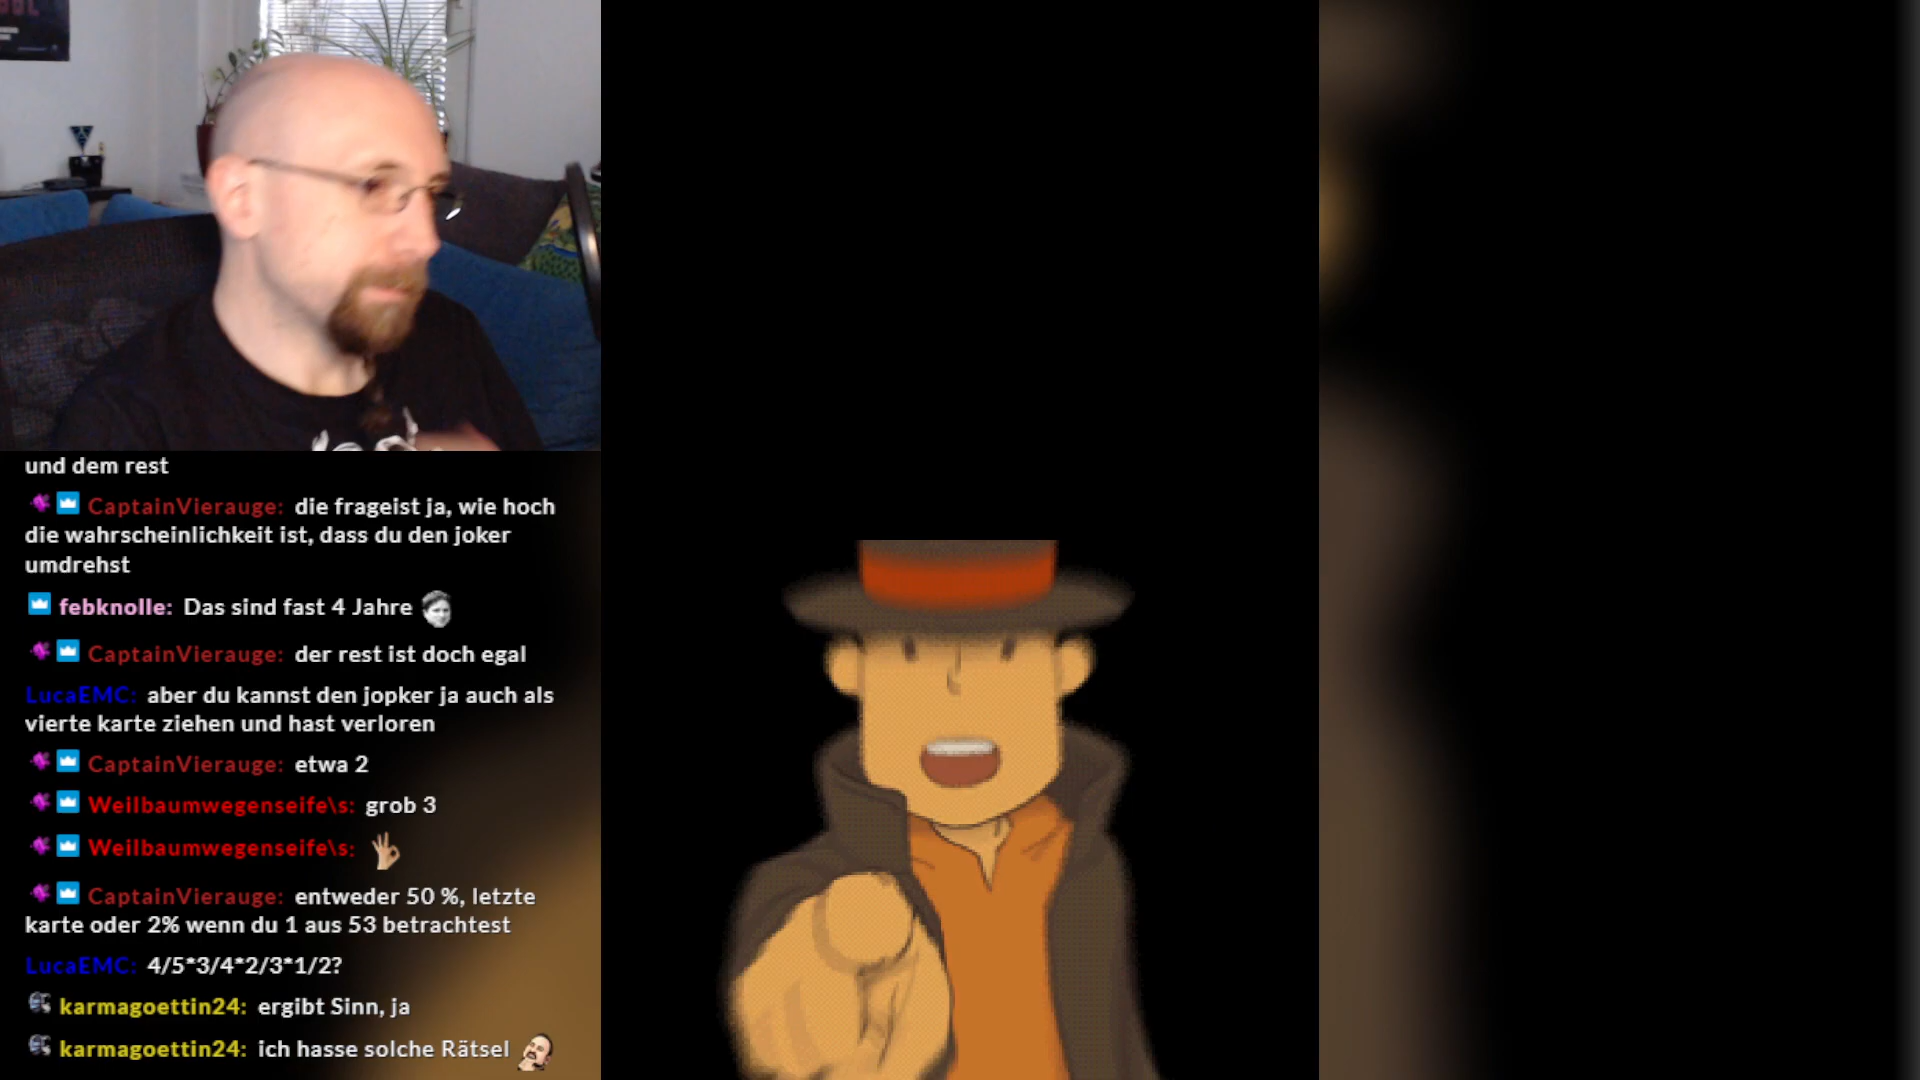 und dem rest
CaptainVierauge: die frageist ja, wie hoch
die wahrscheinlichkeit ist, dass du den joker
umdrehst
febknolle: Das sind fast 4 Jahre
CaptainVierauge: der rest ist doch egal
LucaEMC: aber du kannst den jopker ja auch als
vierte karte ziehen und hast verloren
CaptainVierauge: etwa 2
Weilbaumwegenseife\s: grob 3
Weilbaumwegenseife\s:
CaptainVierauge: entweder 50 %, letzte
karte oder 2% wenn du 1 aus 53 betrachtest
LucaEMC: 4/5*3/4*2/3*1/2?
karmagoettin24: ergibt Sinn, ja
karmagoettin24: ich hasse solche Rätsel